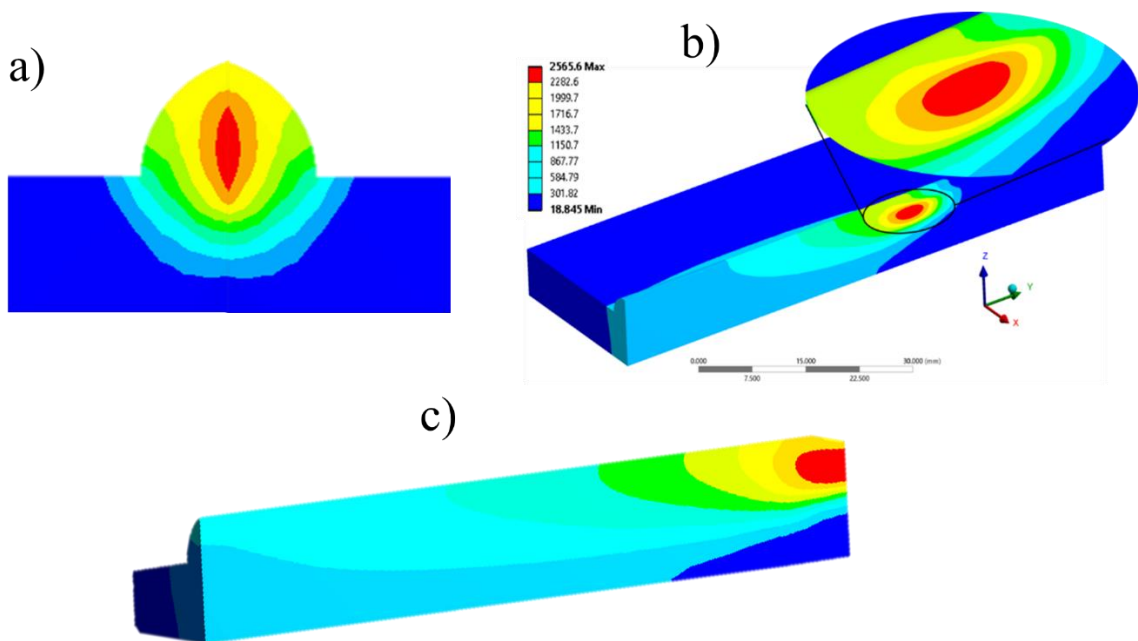 a)
b)
2565.6 Max
2282.6
1999.7
1716.7
1433.7
1150.7
867.77
584.79
301.82
18.845 Min
Z
Y
X
0.000 15.000 30.000 (mm)
7.500 22.500
c)